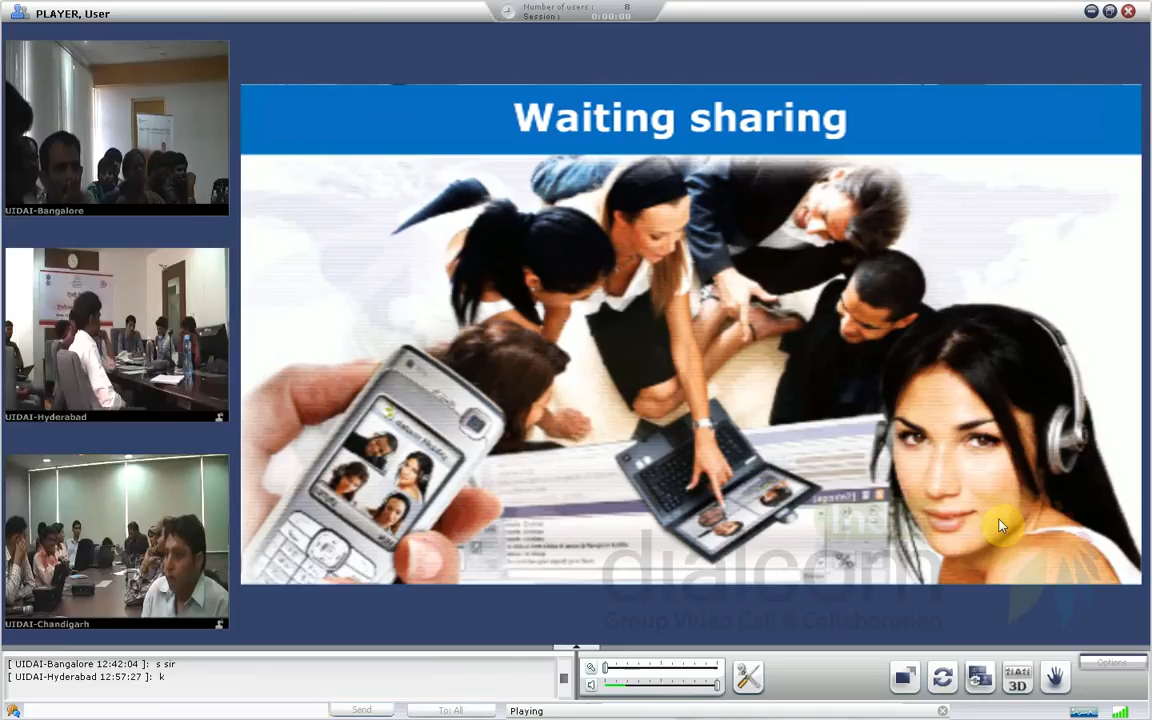 PLAYER, User
Number of users : 8
Session : 0:00:00
UIDAI-Bangalore
UIDAI-Hyderabad
UIDAI-Chandigarh
Waiting sharing
dialcom
Group Video Call & Collaboration
[ UIDAI-Bangalore 12:42:04 ]: s sir
[ UIDAI-Hyderabad 12:57:27 ]: k
Send
To: All
Playing
3D
Options